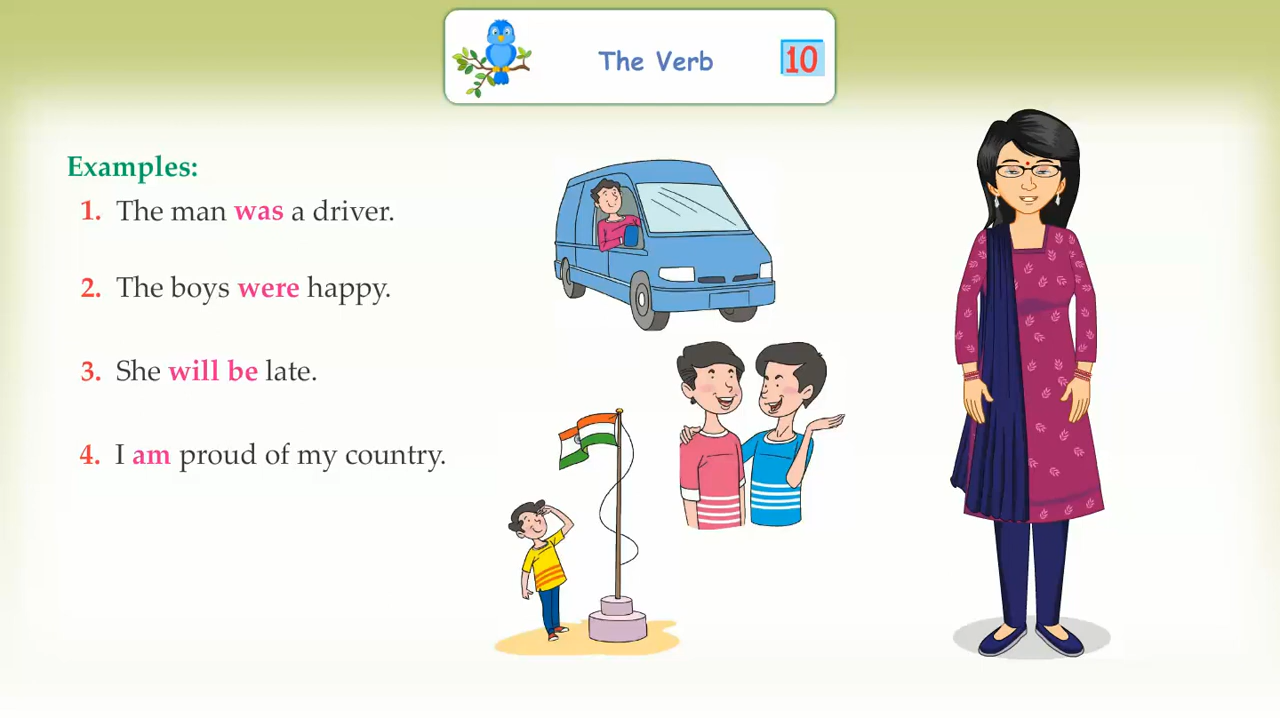 The Verb
10
Examples:
1. The man was a driver.
2. The boys were happy.
3. She will be late.
4. I am proud of my country.